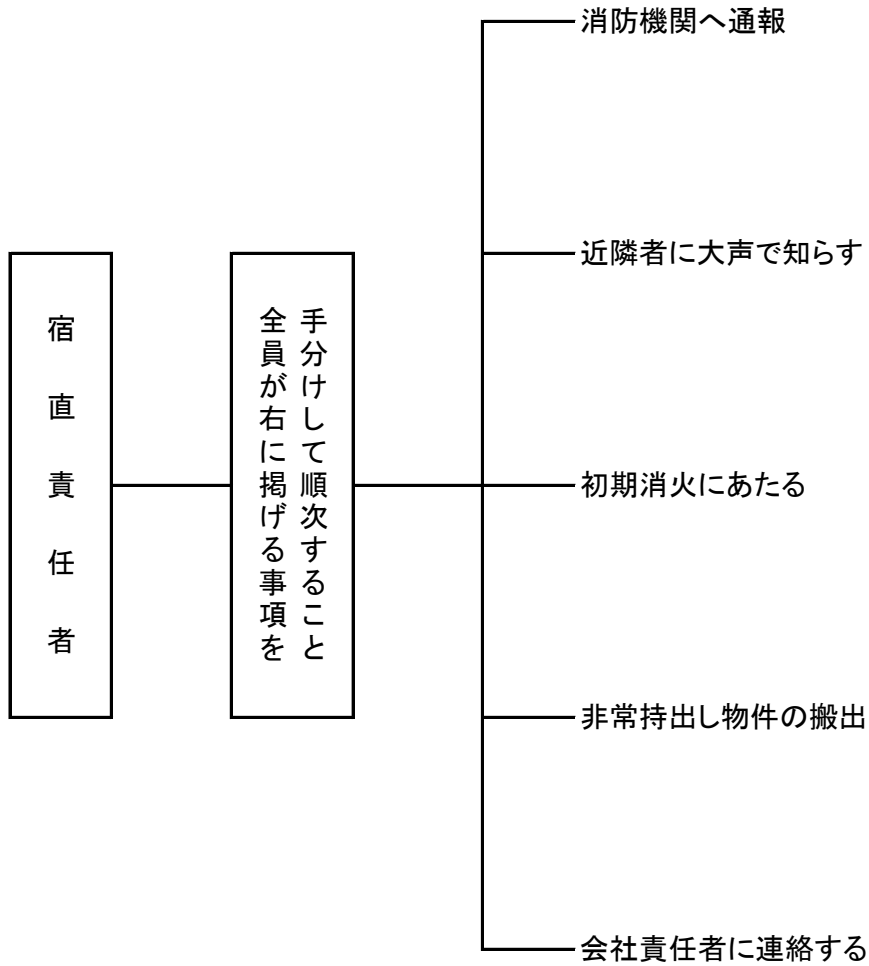 宿直責任者
手分けして順次すること
全員が右に掲げる事項を
消防機関へ通報
近隣者に大声で知らす
初期消火にあたる
非常持出し物件の搬出
会社責任者に連絡する